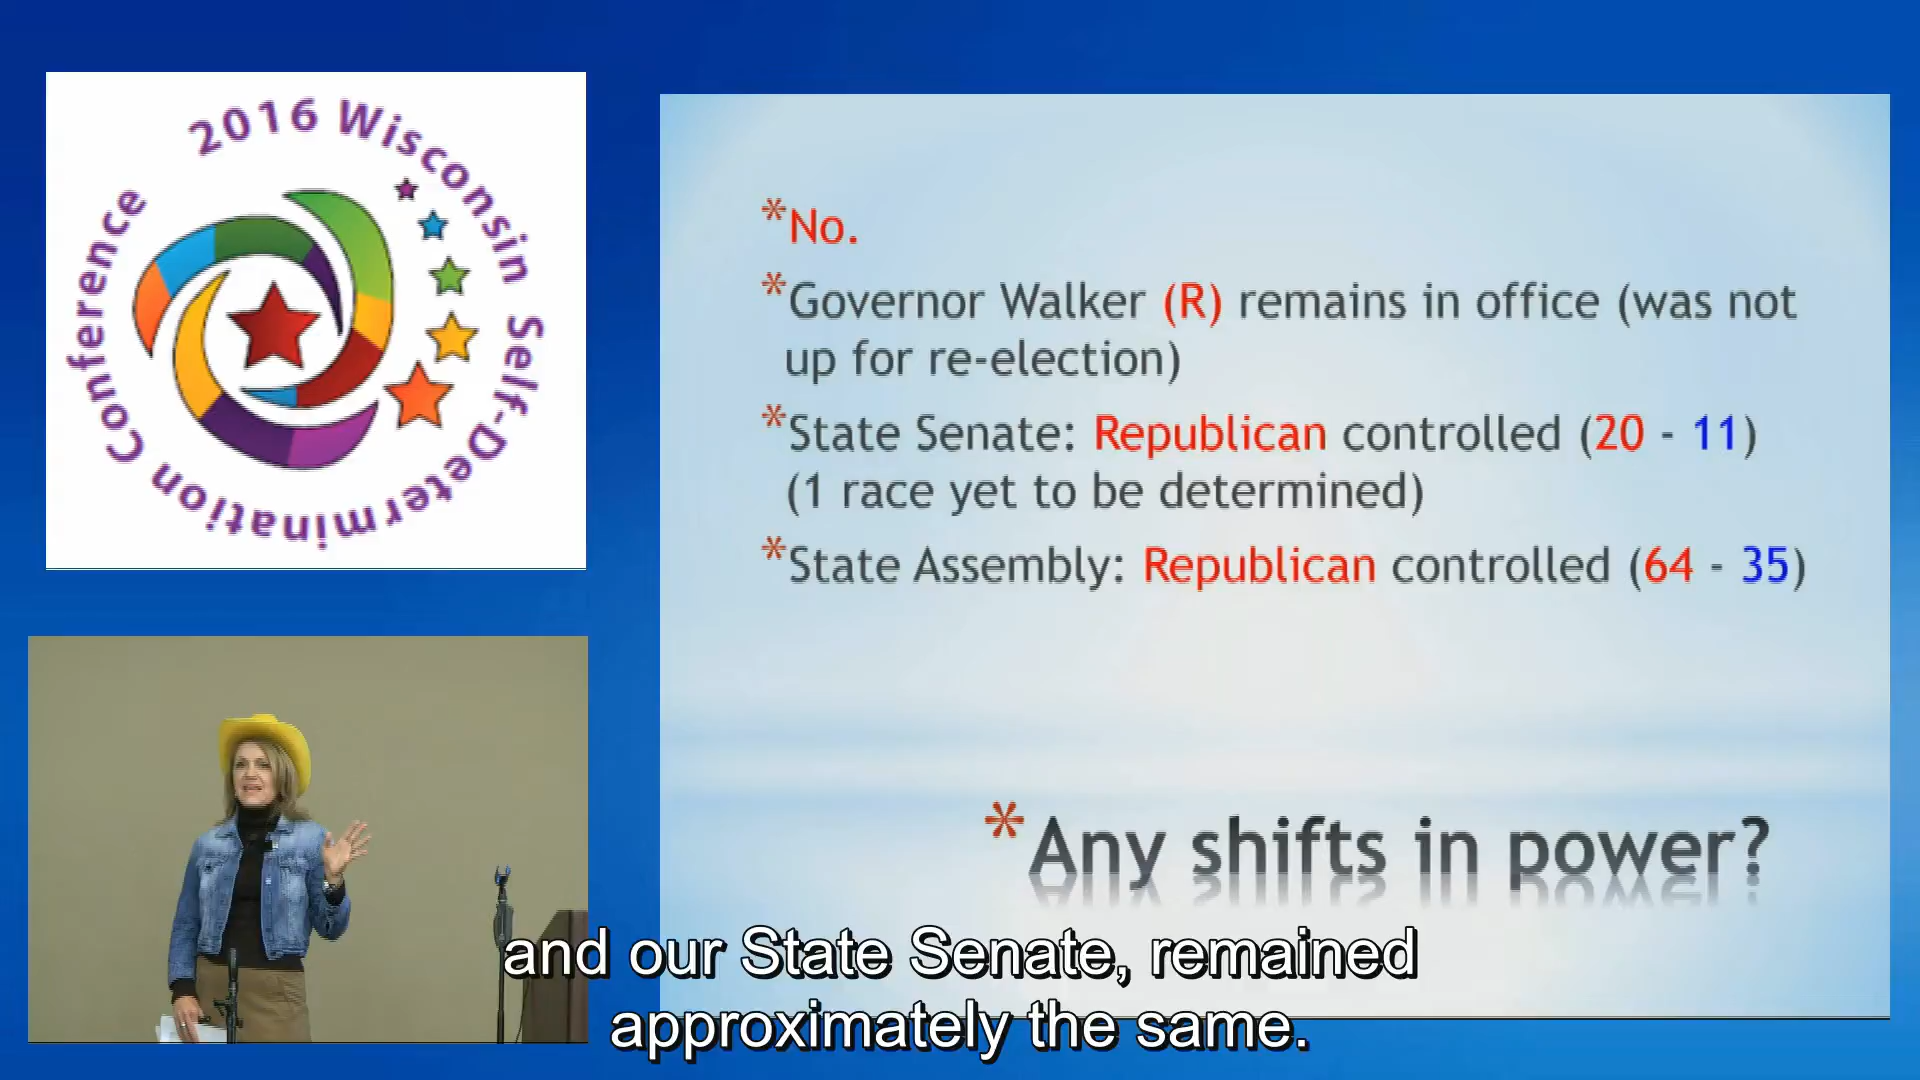 2016 Wisconsin Self-Determination Conference
*No.
*Governor Walker (R) remains in office (was not
up for re-election)
*State Senate: Republican controlled (20 - 11)
(1 race yet to be determined)
*State Assembly: Republican controlled (64 - 35)
*Any shifts in power?
and our State Senate, remained
approximately the same.